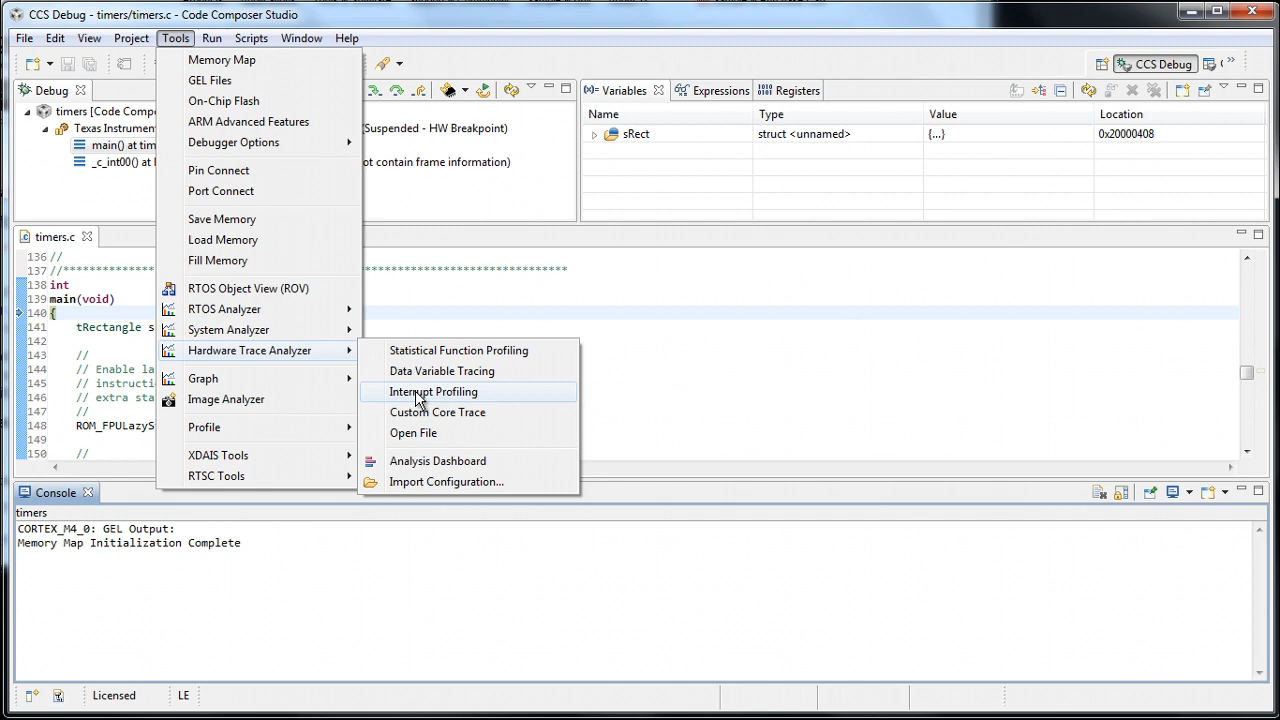 CCS Debug - timers/timers.c - Code Composer Studio
File Edit View Project Tools Run Scripts Window Help
CCS Debug
Debug
timers [Code Compo
Texas Instrumen
(Suspended - HW Breakpoint)
main() at tim
_c_int00() at
ot contain frame information)
Memory Map
GEL Files
On-Chip Flash
ARM Advanced Features
Debugger Options
Pin Connect
Port Connect
Save Memory
Load Memory
Fill Memory
RTOS Object View (ROV)
RTOS Analyzer
System Analyzer
Hardware Trace Analyzer
Graph
Image Analyzer
Profile
XDAIS Tools
RTSC Tools
Statistical Function Profiling
Data Variable Tracing
Interrupt Profiling
Custom Core Trace
Open File
Analysis Dashboard
Import Configuration...
(x)= Variables Expressions Registers
Name Type Value Location
sRect struct <unnamed> {...} 0x20000408
timers.c
136 //
137 //***************************************************************************
138 int
139 main(void)
140 {
141 tRectangle s
142
143 //
144 // Enable la
145 // instructi
146 // extra sta
147 //
148 ROM_FPULazyS
149
150 //
Console
timers
CORTEX_M4_0: GEL Output:
Memory Map Initialization Complete
Licensed LE